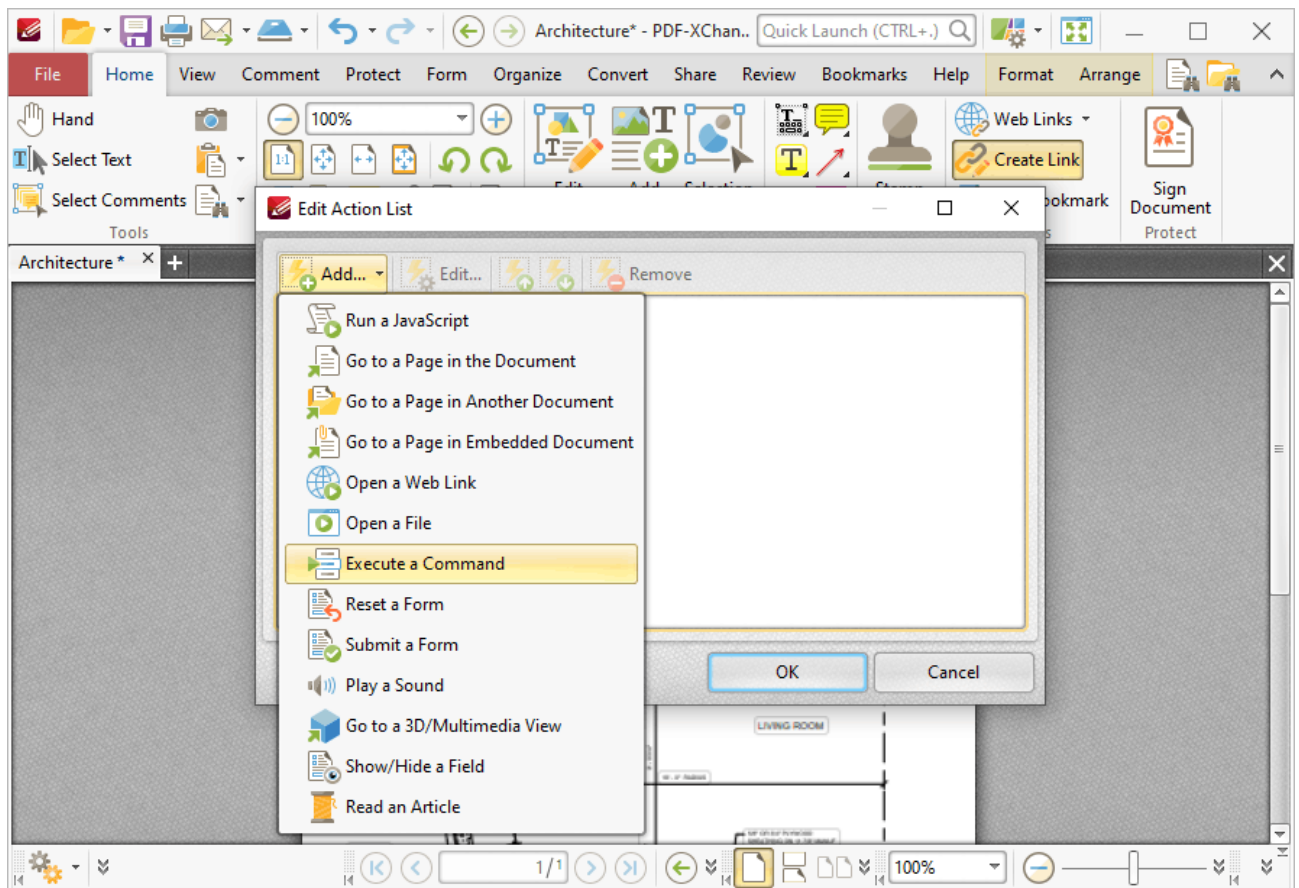 Architecture* - PDF-XChan.. Quick Launch (CTRL+.)
File Home View Comment Protect Form Organize Convert Share Review Bookmarks Help Format Arrange
Hand 100% Web Links
1:1 Select Text Create Link
Select Comments Sign
Document
Tools Protect
Edit Action List
Architecture *
Add... Edit... Remove
Run a JavaScript
Go to a Page in the Document
Go to a Page in Another Document
Go to a Page in Embedded Document
Open a Web Link
Open a File
Execute a Command
Reset a Form
Submit a Form
Play a Sound
Go to a 3D/Multimedia View
Show/Hide a Field
Read an Article
OK Cancel
LIVING ROOM
1/1 100%